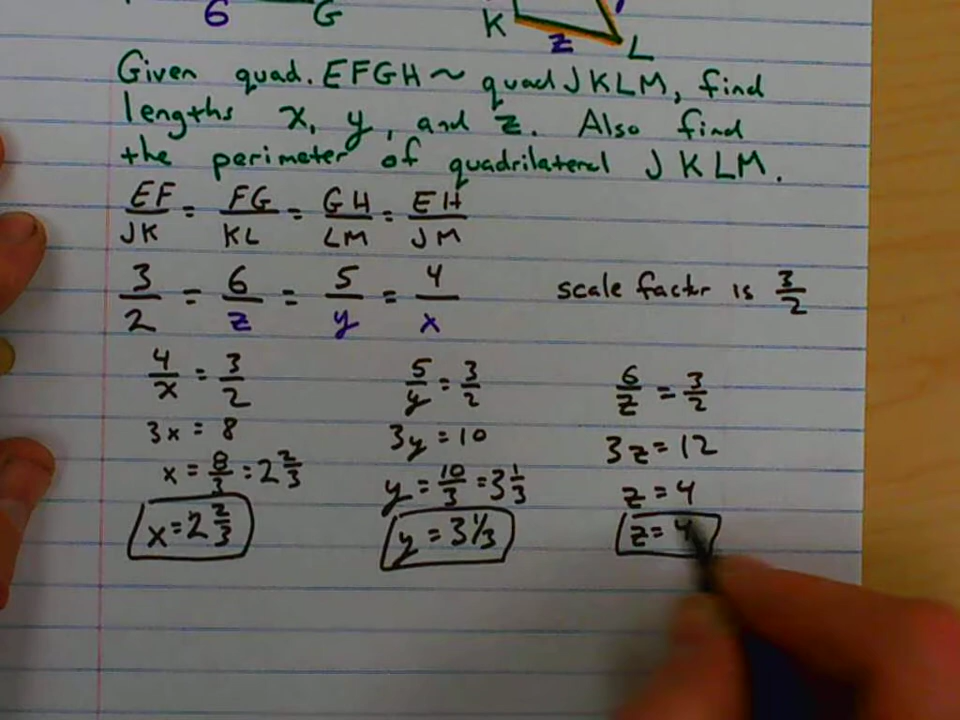 6 G K z L
Given quad. EFGH ~ quad JKLM, find
lengths x, y, and z. Also find
the perimeter of quadrilateral JKLM.
EF/JK = FG/KL = GH/LM = EH/JM
3/2 = 6/z = 5/y = 4/x scale factor is 3/2
4/x = 3/2 5/y = 3/2 6/z = 3/2
3x = 8 3y = 10 3z = 12
x = 8/3 = 2 2/3 y = 10/3 = 3 1/3 z = 4
x = 2 2/3 y = 3 1/3 z = 4